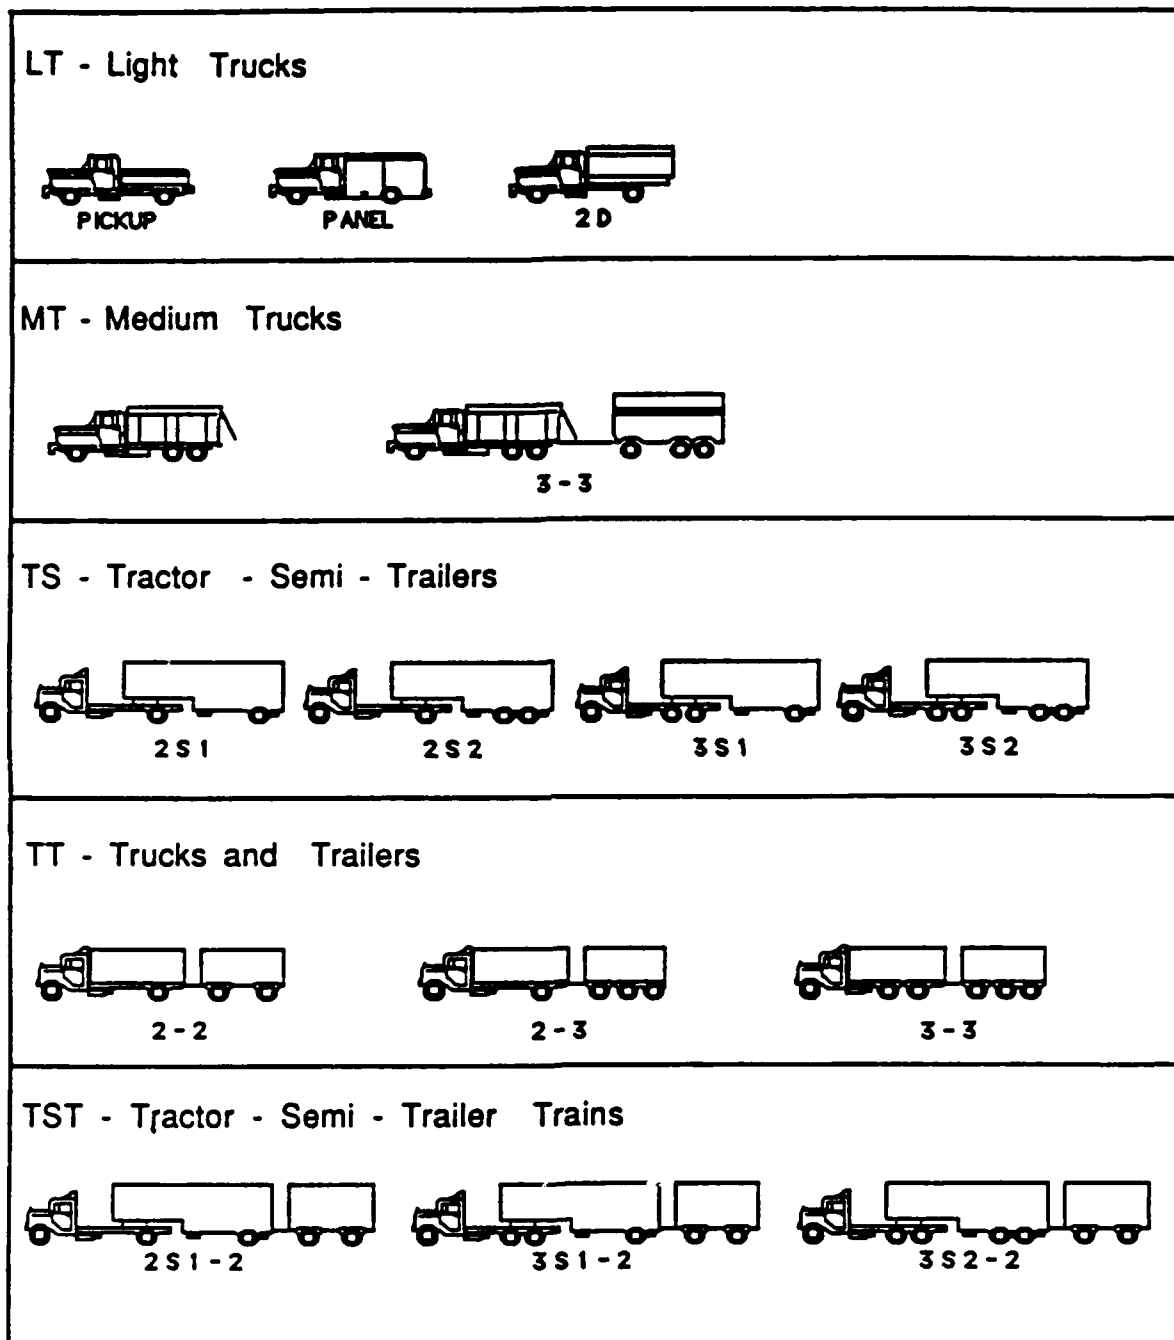 LT - Light Trucks
PICKUP PANEL 2D
MT - Medium Trucks
3-3
TS - Tractor - Semi - Trailers
2S1 2S2 3S1 3S2
TT - Trucks and Trailers
2-2 2-3 3-3
TST - Tractor - Semi - Trailer Trains
2S1-2 3S1-2 3S2-2